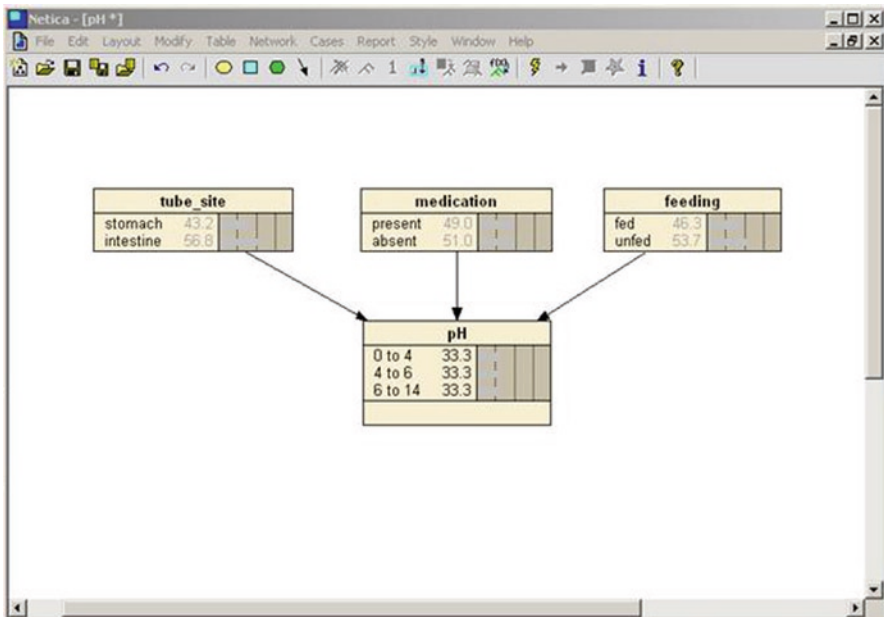 Netica - [pH *]
File Edit Layout Modify Table Network Cases Report Style Window Help
1 f(x) i ?
tube_site
stomach 43.2
intestine 56.8
medication
present 49.0
absent 51.0
feeding
fed 46.3
unfed 53.7
pH
0 to 4 33.3
4 to 6 33.3
6 to 14 33.3